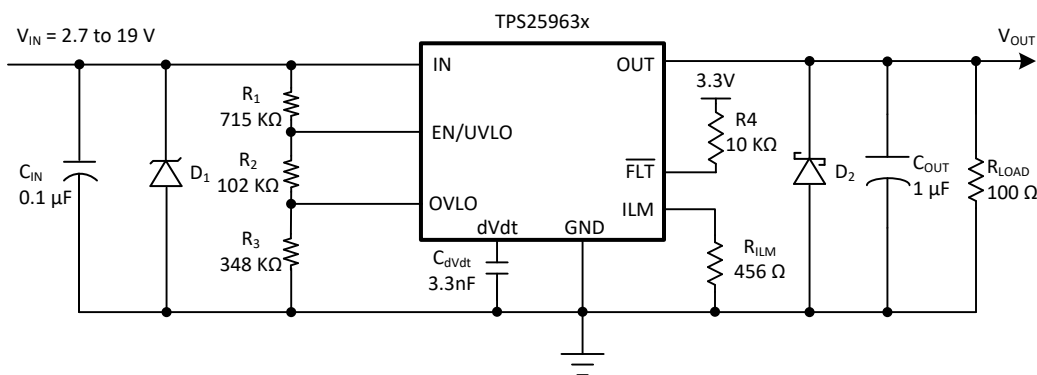 TPS25963x
V_IN = 2.7 to 19 V
V_OUT
IN
OUT
3.3V
R_1
715 KΩ
R4
10 KΩ
EN/UVLO
C_IN
0.1 µF
D_1
R_2
102 KΩ
FLT
D_2
C_OUT
1 µF
R_LOAD
100 Ω
OVLO
ILM
dVdt
GND
R_3
348 KΩ
C_dVdt
3.3nF
R_ILM
456 Ω